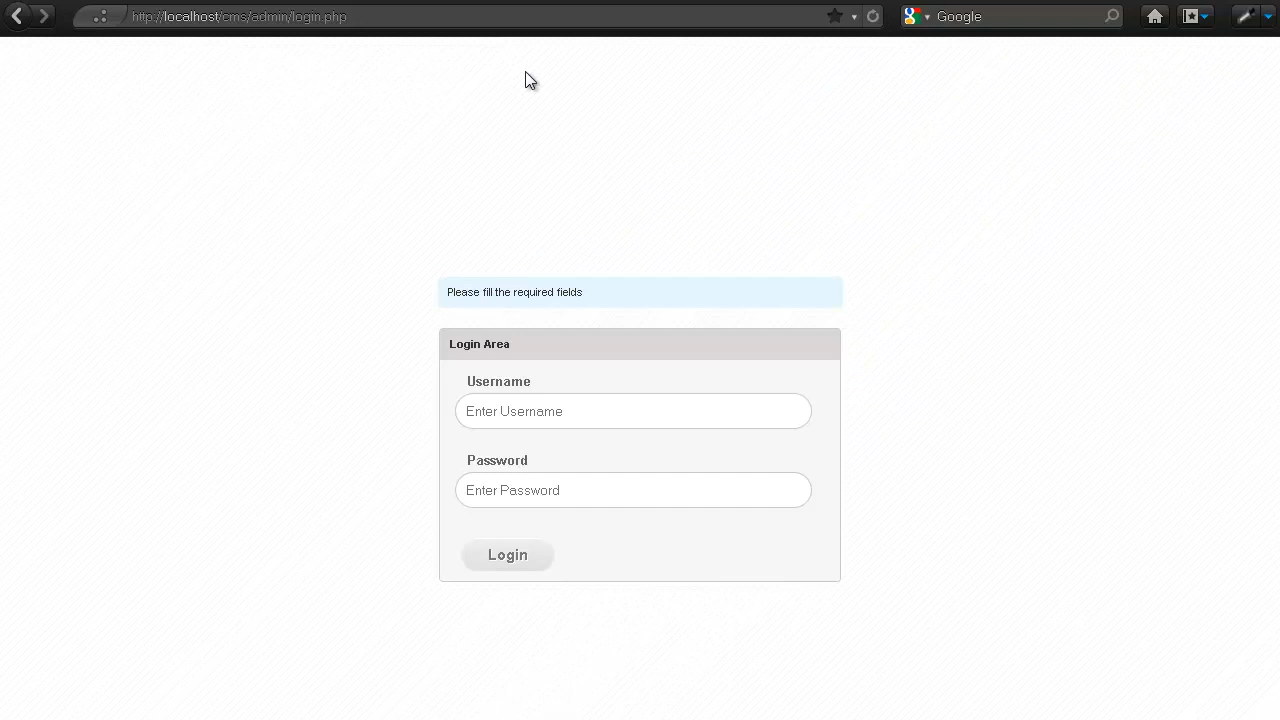 http://localhost/cms/admin/login.php
Google
Please fill the required fields
Login Area
Username
Enter Username
Password
Enter Password
Login